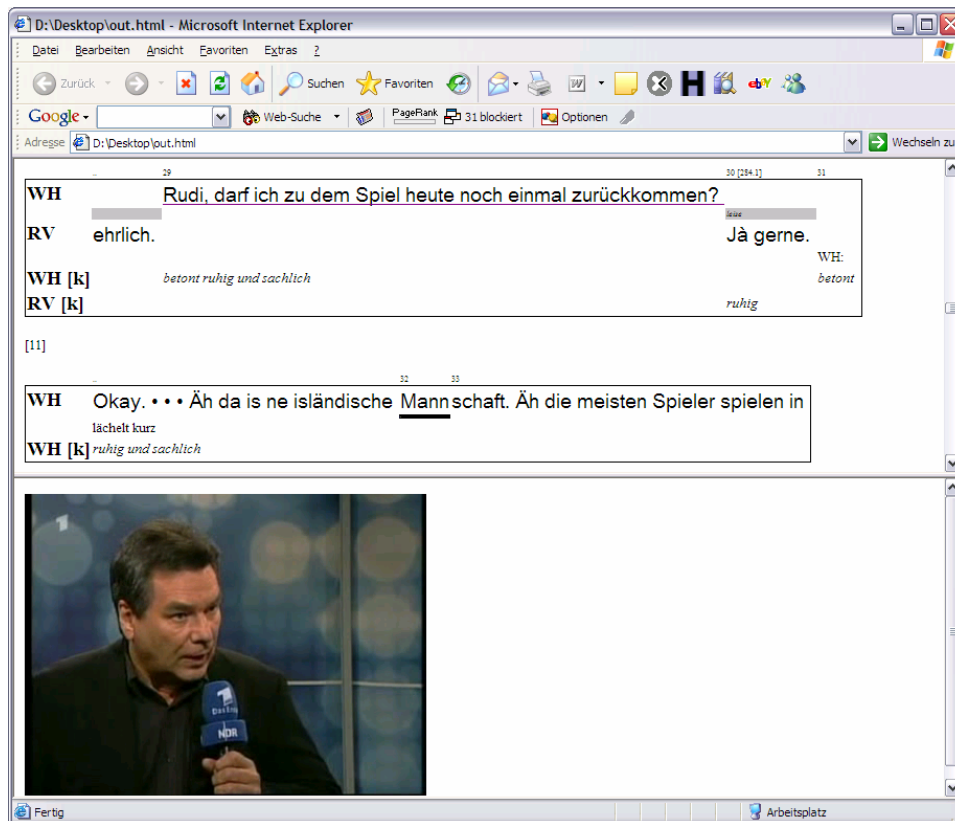 D:\Desktop\out.html - Microsoft Internet Explorer
Datei Bearbeiten Ansicht Favoriten Extras ?
Zurück Suchen Favoriten
Google Web-Suche PageRank 31 blockiert Optionen
Adresse D:\Desktop\out.html Wechseln zu
.. 29 30 [284.1] 31
WH Rudi, darf ich zu dem Spiel heute noch einmal zurückkommen?
leise
RV ehrlich. Jà gerne.
WH:
WH [k] betont ruhig und sachlich betont
RV [k] ruhig
[11]
.. 32 33
WH Okay. • • • Äh da is ne isländische Mannschaft. Äh die meisten Spieler spielen in
lächelt kurz
WH [k] ruhig und sachlich
1
1
Das Erste
NDR
Fertig Arbeitsplatz